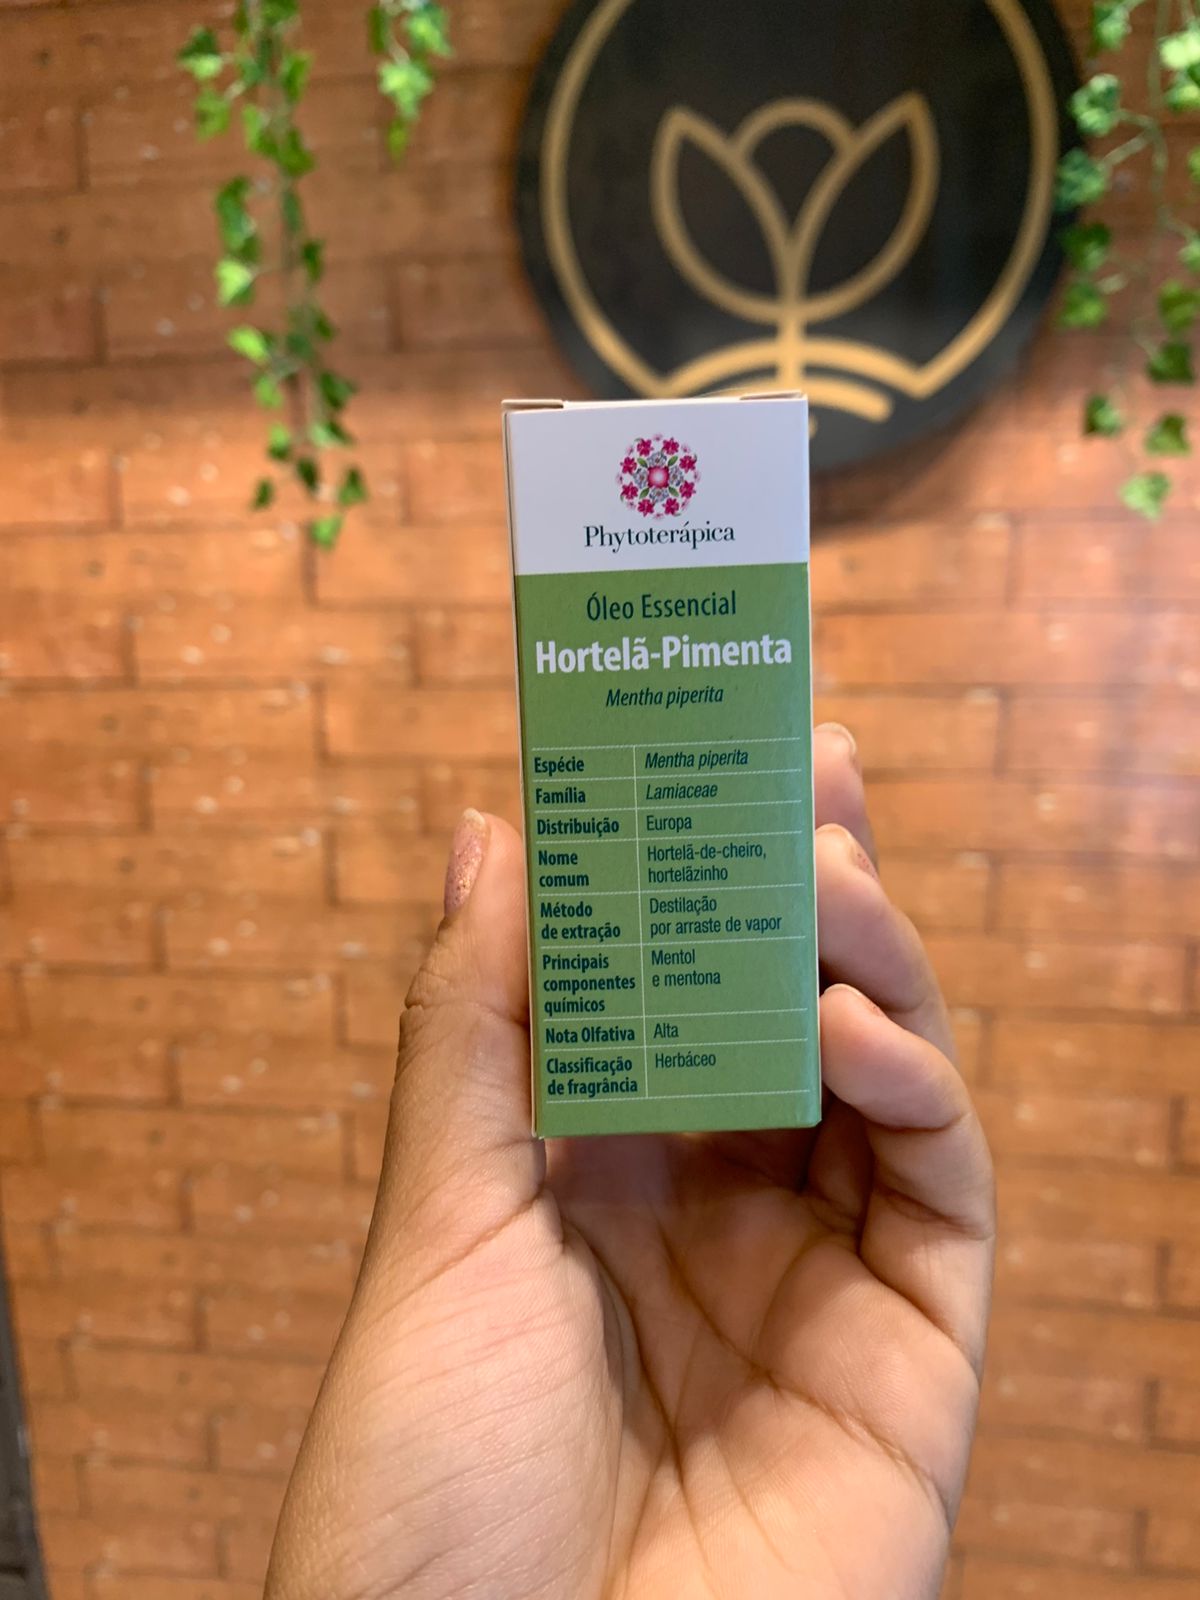 Phytoterápica
Óleo Essencial
Hortelã-Pimenta
Mentha piperita
Espécie Mentha piperita
Família Lamiaceae
Distribuição Europa
Nome Hortelã-de-cheiro,
comum hortelãzinho
Método Destilação
de extração por arraste de vapor
Principais Mentol
componentes e mentona
químicos
Nota Olfativa Alta
Classificação Herbáceo
de fragrância